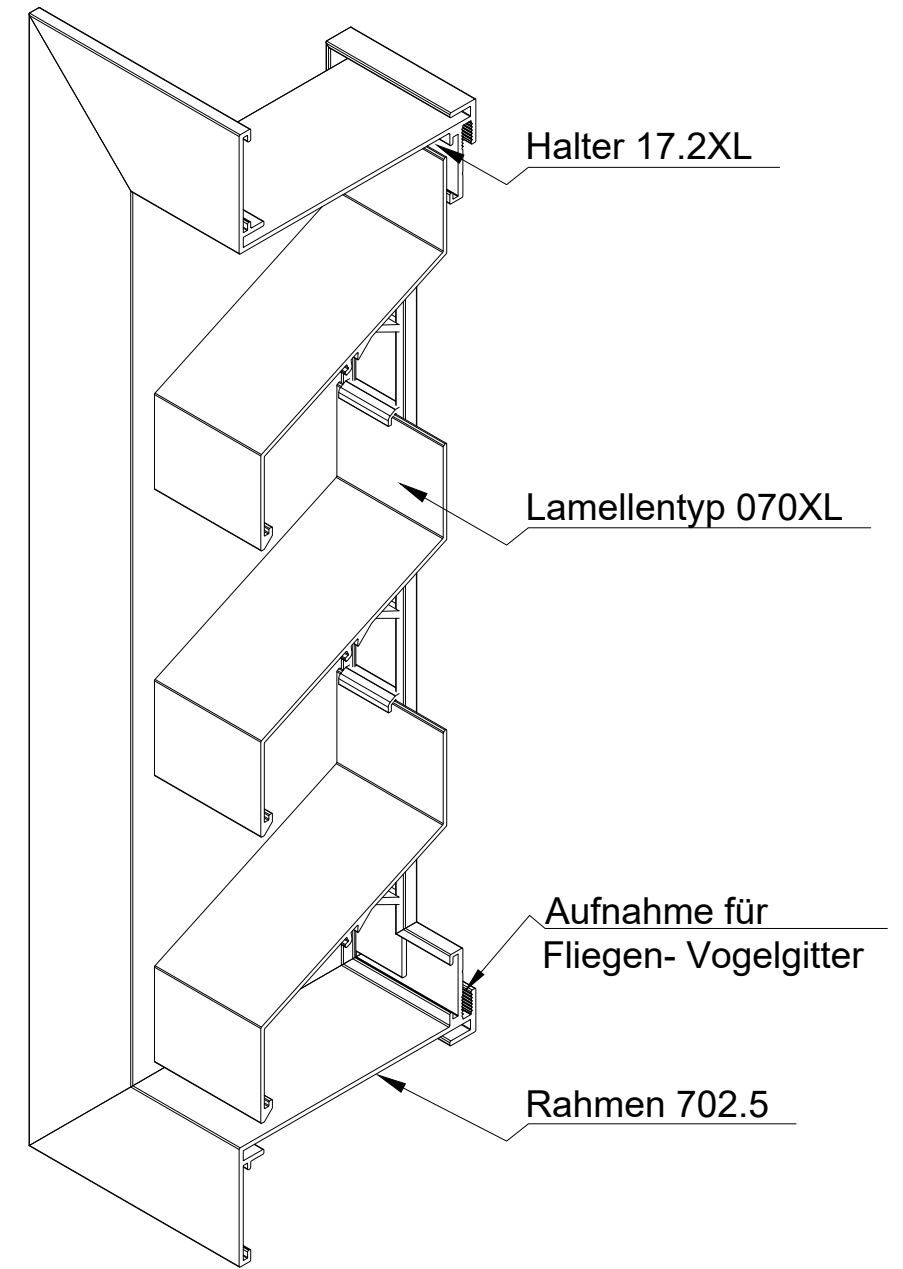 Halter 17.2XL
Lamellentyp 070XL
Aufnahme für
Fliegen- Vogelgitter
Rahmen 702.5